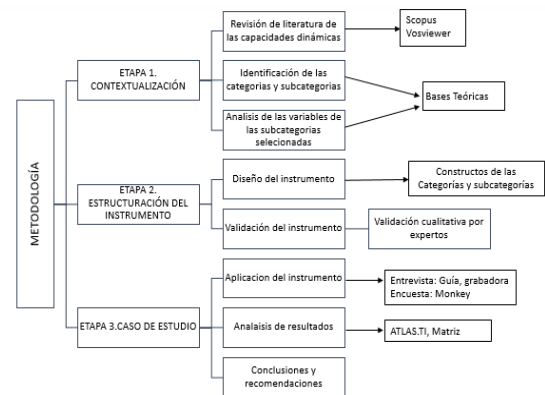 METODOLOGÍA
ETAPA 1.
CONTEXTUALIZACIÓN
Revisión de literatura de
las capacidades dinámicas
Scopus
Vosviewer
Identificación de las
categorias y subcategorias
Analisis de las variables de
las subcategorias
selecionadas
Bases Teóricas
ETAPA 2.
ESTRUCTURACIÓN DEL
INSTRUMENTO
Diseño del instrumento
Constructos de las
Categorías y subcategorías
Validación del instrumento
Validación cualitativa por
expertos
ETAPA 3.CASO DE ESTUDIO
Aplicacion del instrumento
Entrevista: Guía, grabadora
Encuesta: Monkey
Analaisis de resultados
ATLAS.TI, Matriz
Conclusiones y
recomendaciones